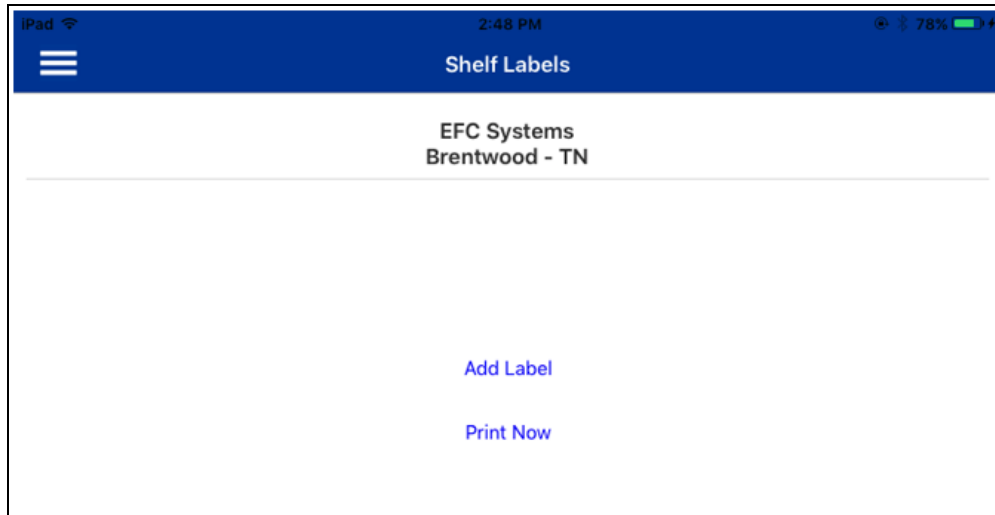 iPad 2:48 PM 78%
Shelf Labels
EFC Systems
Brentwood - TN
Add Label
Print Now